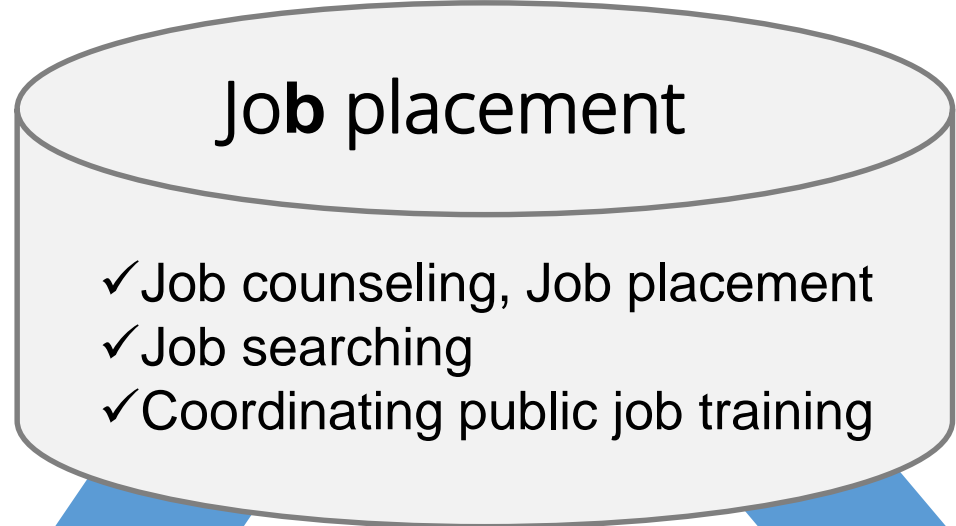 Job placement
✓Job counseling, Job placement
✓Job searching
✓Coordinating public job training